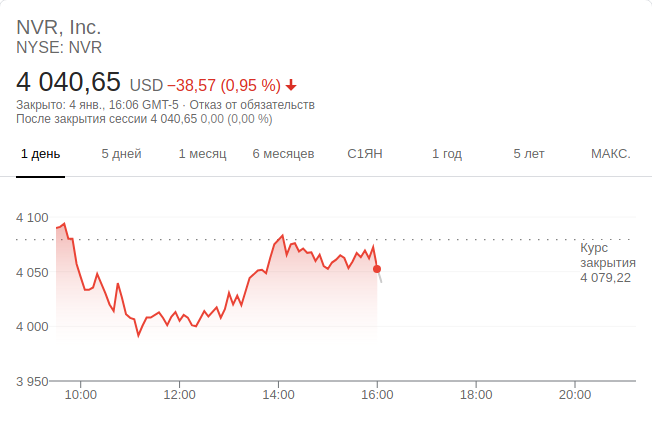 NVR, Inc.
NYSE: NVR
4 040,65 USD −38,57 (0,95 %)
Закрыто: 4 янв., 16:06 GMT-5 · Отказ от обязательств
После закрытия сессии 4 040,65 0,00 (0,00 %)
1 день 5 дней 1 месяц 6 месяцев С1ЯН 1 год 5 лет МАКС.
4 100
Курс
закрытия
4 079,22
4 050
4 000
3 950
10:00 12:00 14:00 16:00 18:00 20:00